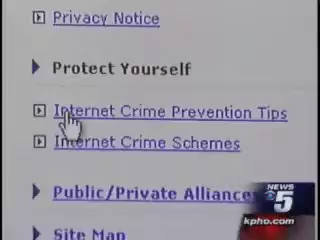 Privacy Notice
Protect Yourself
Internet Crime Prevention Tips
Internet Crime Schemes
Public/Private Alliances
Site Map
NEWS
5
kpho.com